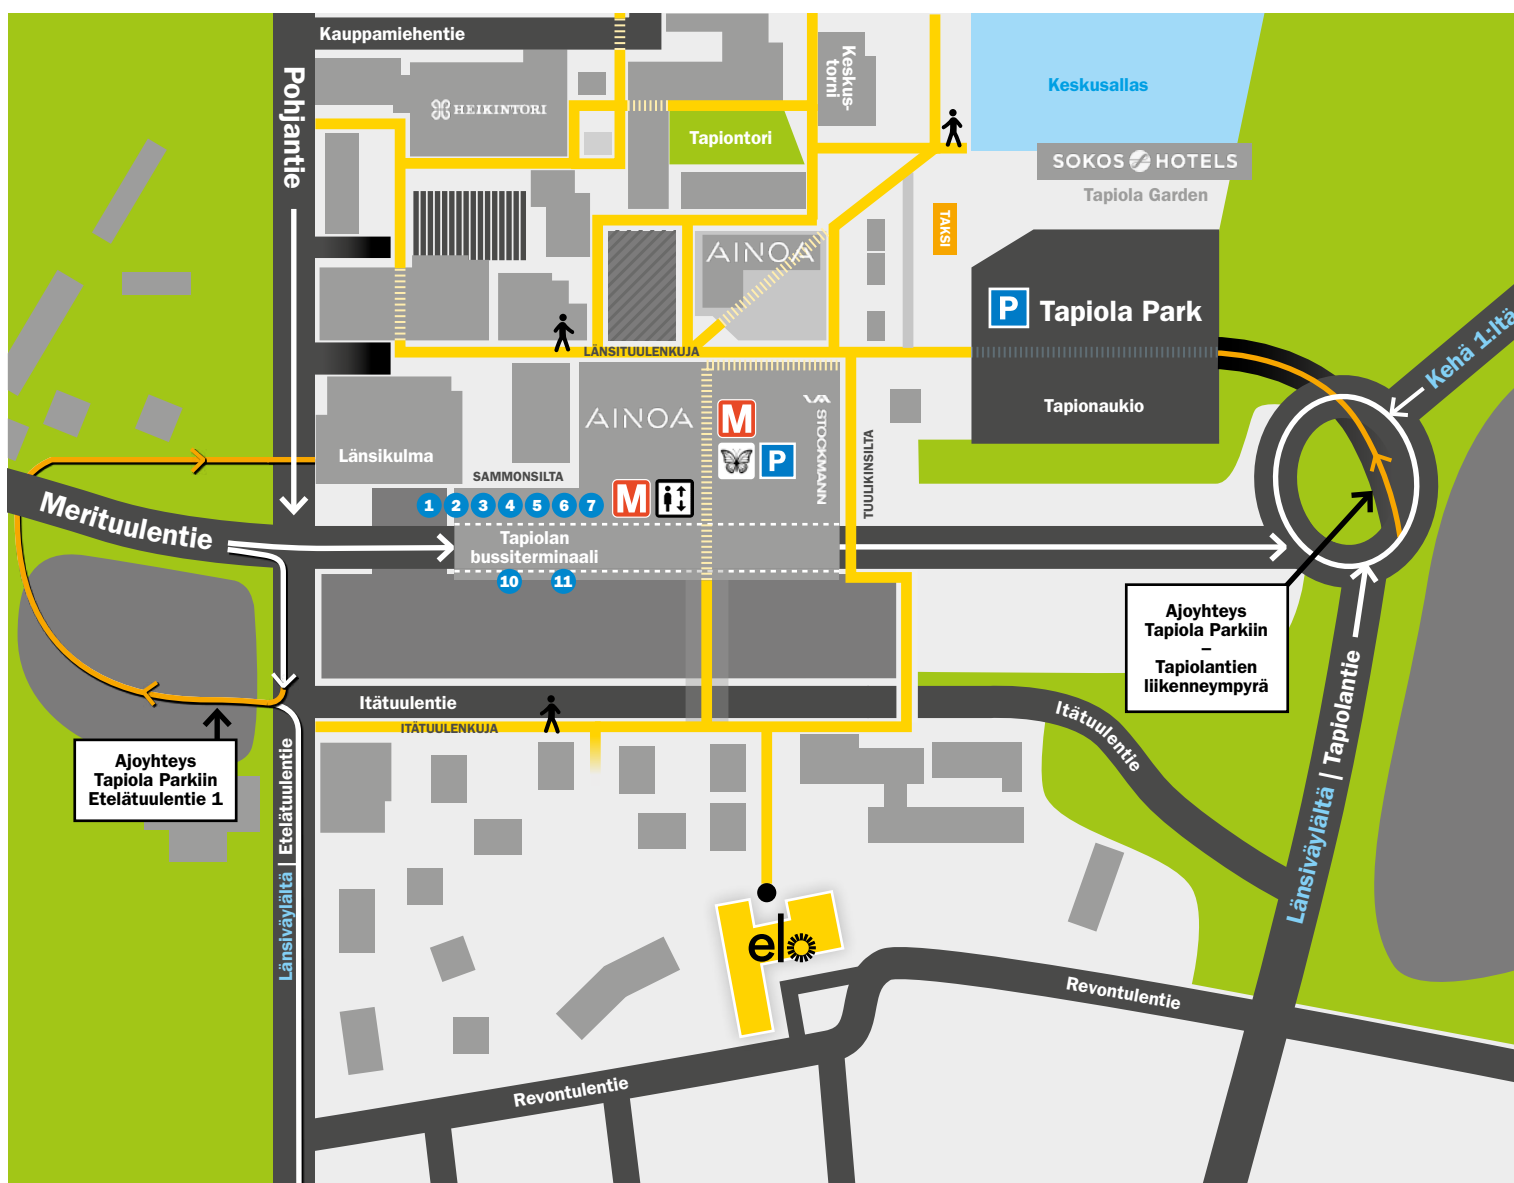 Kauppamiehentie
Pohjantie
HEIKINTORI
Keskus-
torni
Keskusallas
Tapiontori
SOKOS HOTELS
Tapiola Garden
TAKSI
AINOA
P
Tapiola Park
Kehä 1:ltä
LÄNSITUULENKUJA
Tapionaukio
AINOA
M
P
STOCKMANN
TUULIKINSILTA
Länsikulma
SAMMONSILTA
1 2 3 4 5 6 7
M
Merituulentie
Tapiolan
bussiterminaali
10 11
Ajoyhteys
Tapiola Parkiin
–
Tapiolantien
liikenneympyrä
Itätuulentie
ITÄTUULENKUJA
Itätuulentie
Länsiväylältä | Tapiolantie
Ajoyhteys
Tapiola Parkiin
Etelätuulentie 1
Länsiväylältä | Etelätuulentie
elo
Revontulentie
Revontulentie